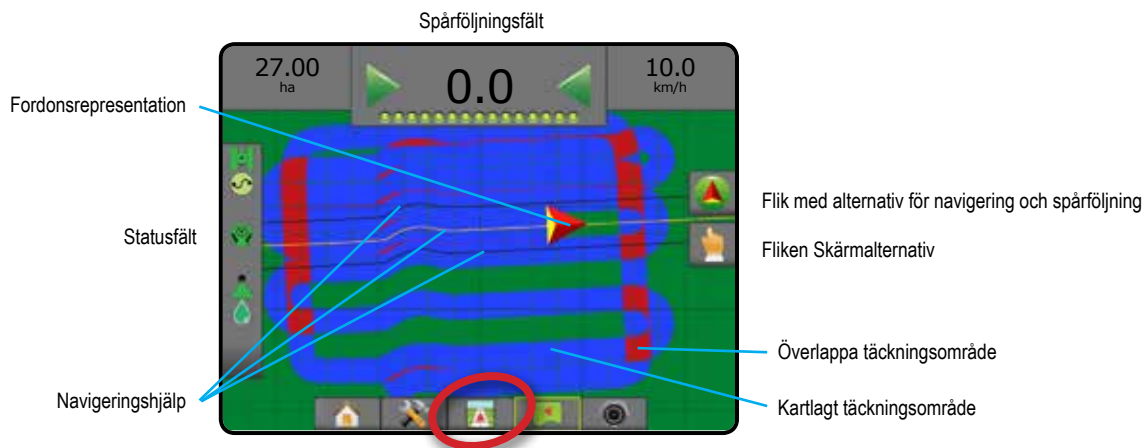 Spårföljningsfält
27.00
ha
0.0
10.0
km/h
Fordonsrepresentation
Flik med alternativ för navigering och spårföljning
Statusfält
Fliken Skärmalternativ
Överlappa täckningsområde
Navigeringshjälp
Kartlagt täckningsområde